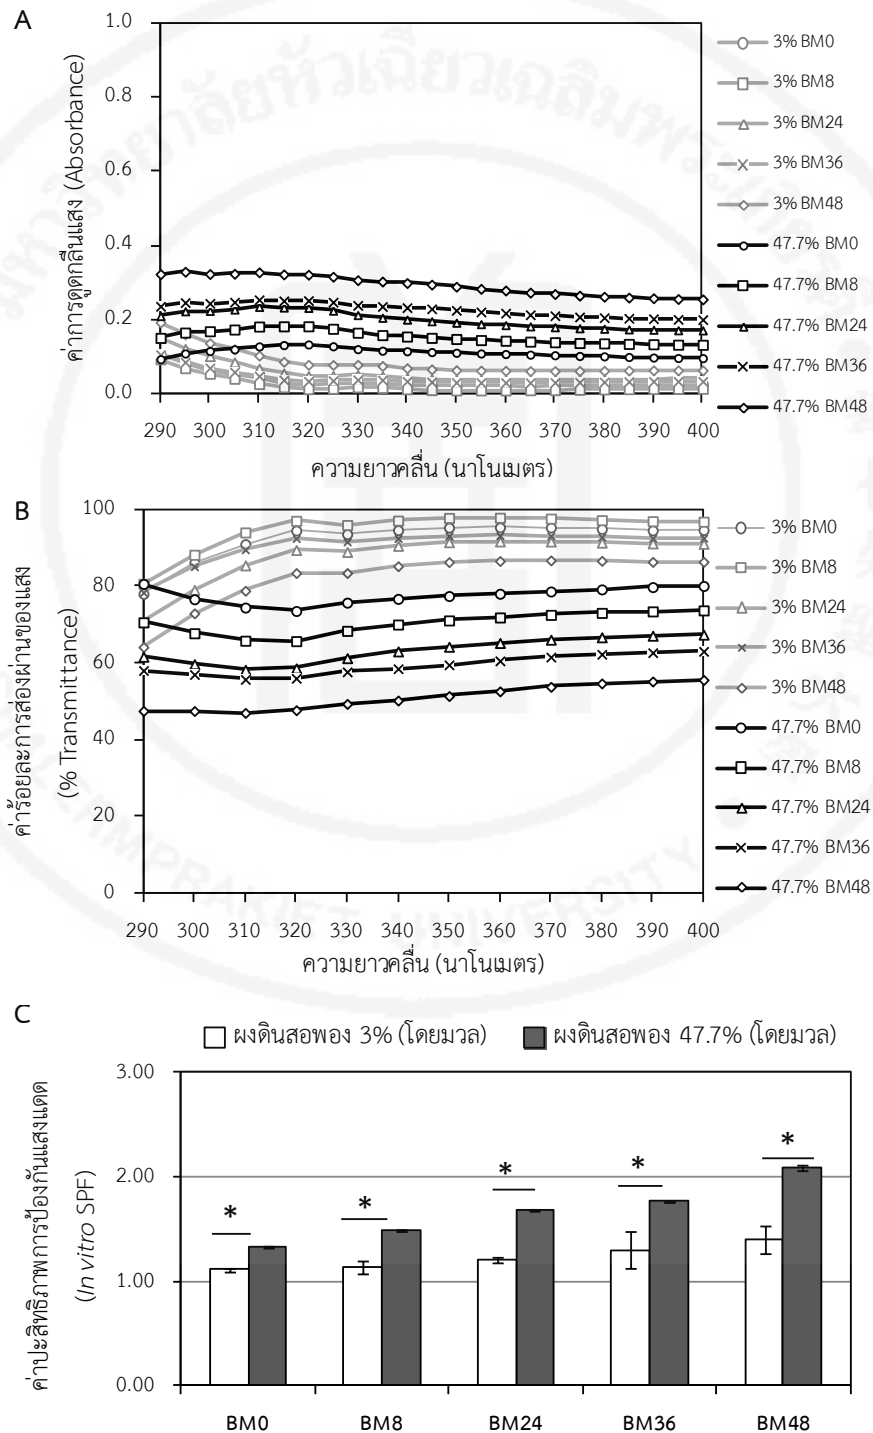 A
1.0
0.8
0.6
0.4
0.2
0.0
ค่าการดูดกลืนแสง (Absorbance)
290 300 310 320 330 340 350 360 370 380 390 400
ความยาวคลื่น (นาโนเมตร)
3% BM0
3% BM8
3% BM24
3% BM36
3% BM48
47.7% BM0
47.7% BM8
47.7% BM24
47.7% BM36
47.7% BM48
B
100
80
60
40
20
0
ค่าร้อยละการส่องผ่านของแสง
(% Transmittance)
290 300 310 320 330 340 350 360 370 380 390 400
ความยาวคลื่น (นาโนเมตร)
3% BM0
3% BM8
3% BM24
3% BM36
3% BM48
47.7% BM0
47.7% BM8
47.7% BM24
47.7% BM36
47.7% BM48
C
ผงดินสอพอง 3% (โดยมวล) ผงดินสอพอง 47.7% (โดยมวล)
3.00
2.00
1.00
0.00
ค่าประสิทธิภาพการป้องกันแสงแดด
(In vitro SPF)
* * * * *
BM0 BM8 BM24 BM36 BM48